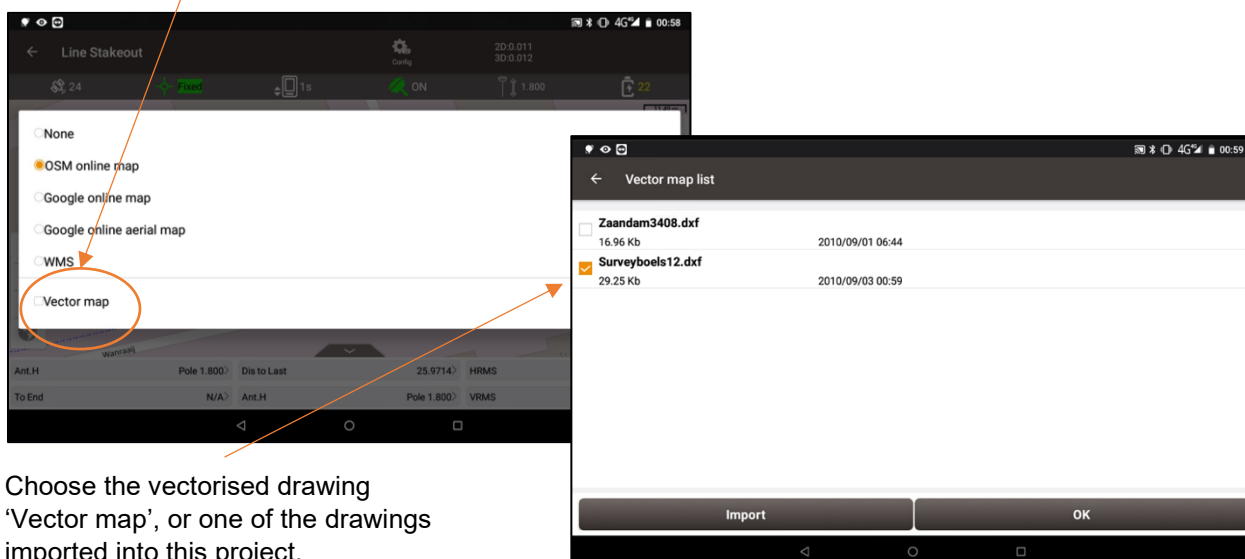 4G 00:58
Line Stakeout
Config
2D:0.011
3D:0.012
24
Fixed
1s
ON
1.800
22
None
OSM online map
Google online map
Google online aerial map
WMS
Vector map
Wanraaij
Ant.H Pole 1.800> Dis to Last 25.9714> HRMS
To End N/A> Ant.H Pole 1.800> VRMS
4G 00:59
Vector map list
Zaandam3408.dxf
16.96 Kb 2010/09/01 06:44
Surveyboels12.dxf
29.25 Kb 2010/09/03 00:59
Import OK
Choose the vectorised drawing
‘Vector map’, or one of the drawings
imported into this project.